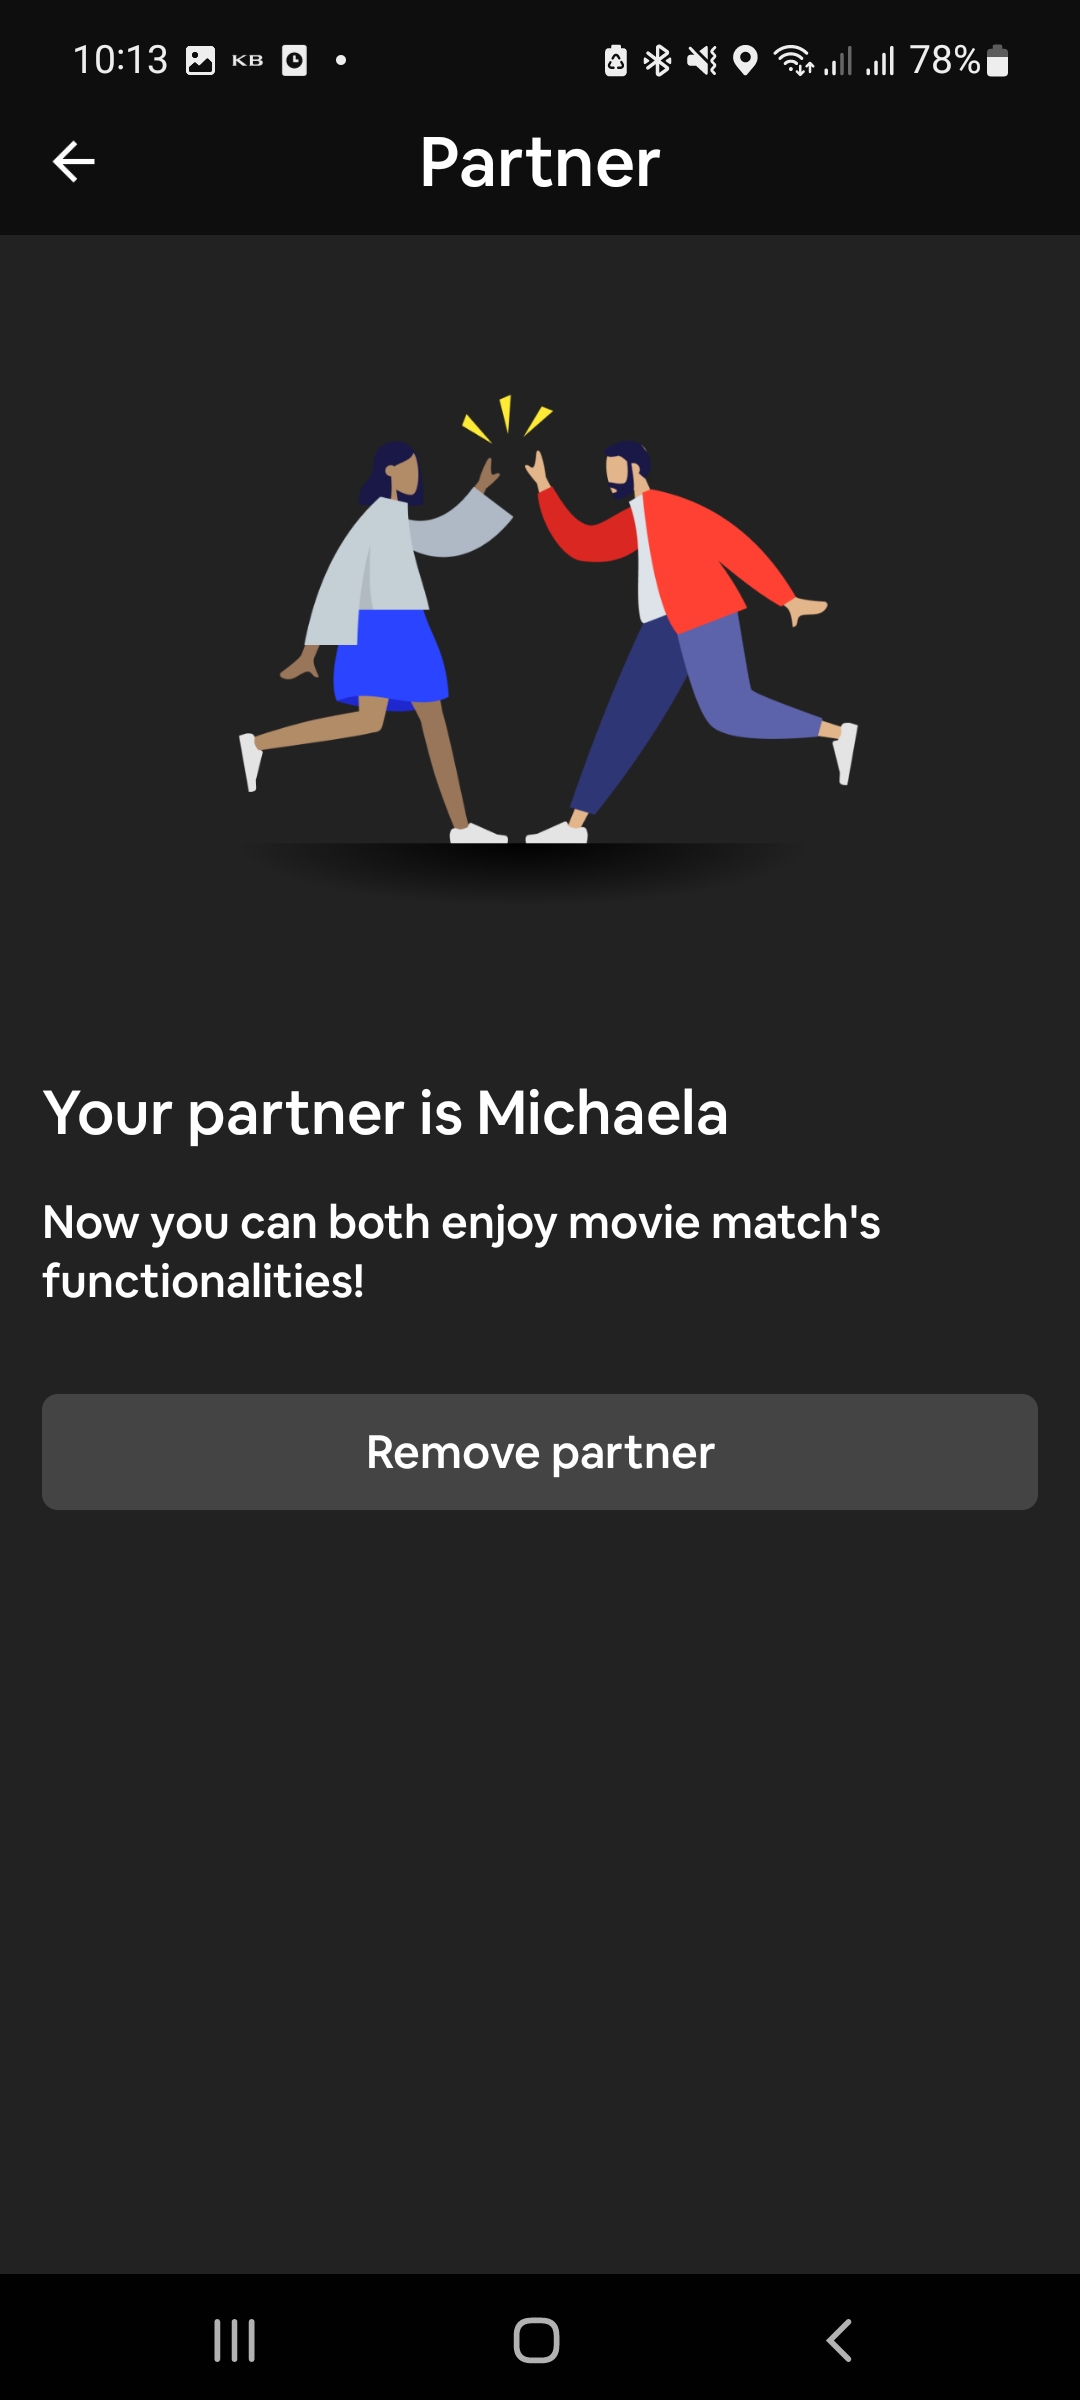 10:13 KB 78%
Partner
Your partner is Michaela
Now you can both enjoy movie match's
functionalities!
Remove partner